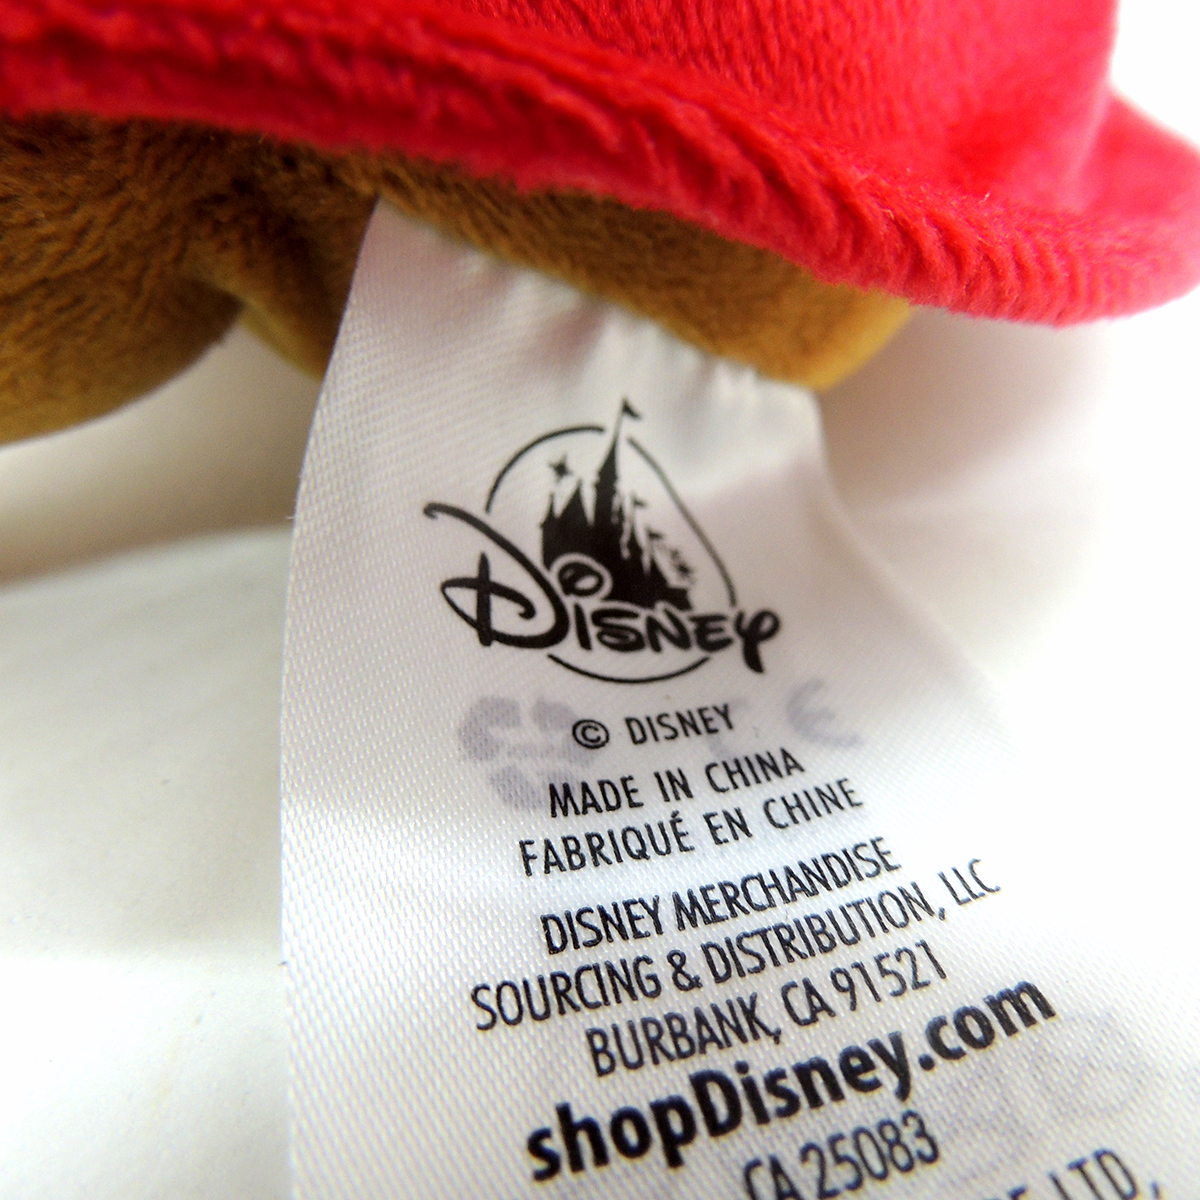 DISNEY
© DISNEY
MADE IN CHINA
FABRIQUÉ EN CHINE
DISNEY MERCHANDISE
SOURCING & DISTRIBUTION, LLC
BURBANK, CA 91521
shopDisney.com
CA 25083
LTD,